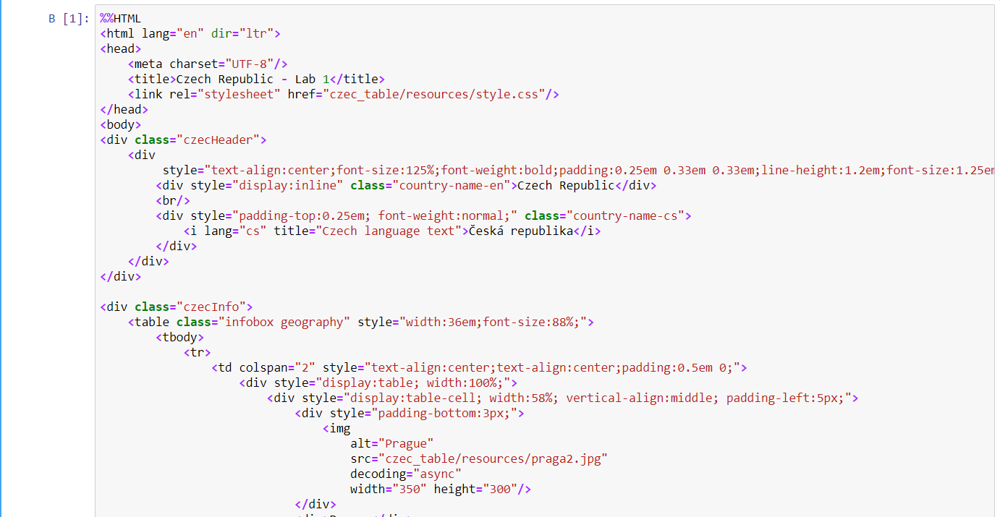 В [1]: %%HTML
<html lang="en" dir="ltr">
<head>
    <meta charset="UTF-8"/>
    <title>Czech Republic - Lab 1</title>
    <link rel="stylesheet" href="czec_table/resources/style.css"/>
</head>
<body>
<div class="czecHeader">
    <div
         style="text-align:center;font-size:125%;font-weight:bold;padding:0.25em 0.33em 0.33em;line-height:1.2em;font-size:1.25em
        <div style="display:inline" class="country-name-en">Czech Republic</div>
        <br/>
        <div style="padding-top:0.25em; font-weight:normal;" class="country-name-cs">
            <i lang="cs" title="Czech language text">Česká republika</i>
        </div>
    </div>
</div>

<div class="czecInfo">
    <table class="infobox geography" style="width:36em;font-size:88%;">
        <tbody>
            <tr>
                <td colspan="2" style="text-align:center;text-align:center;padding:0.5em 0;">
                    <div style="display:table; width:100%;">
                        <div style="display:table-cell; width:58%; vertical-align:middle; padding-left:5px;">
                            <div style="padding-bottom:3px;">
                                <img
                                    alt="Prague"
                                    src="czec_table/resources/praga2.jpg"
                                    decoding="async"
                                    width="350" height="300"/>
                            </div>